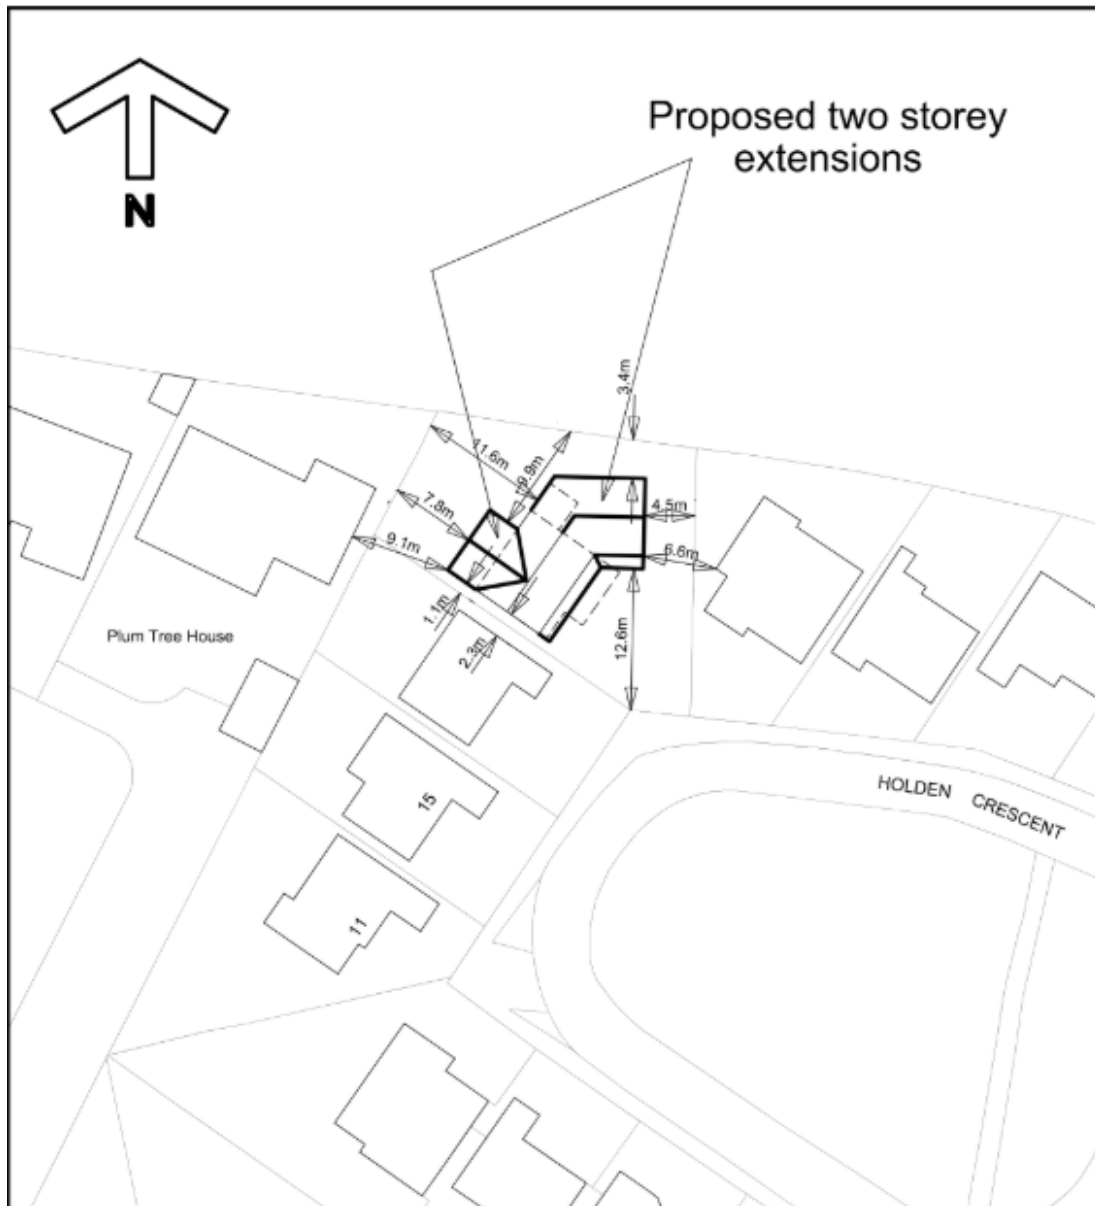 Proposed two storey
extensions
N
3.4m
11.6m
9.9m
7.8m
4.5m
9.1m
6.6m
1.1m
Plum Tree House
2.3m
12.6m
HOLDEN CRESCENT
15
11